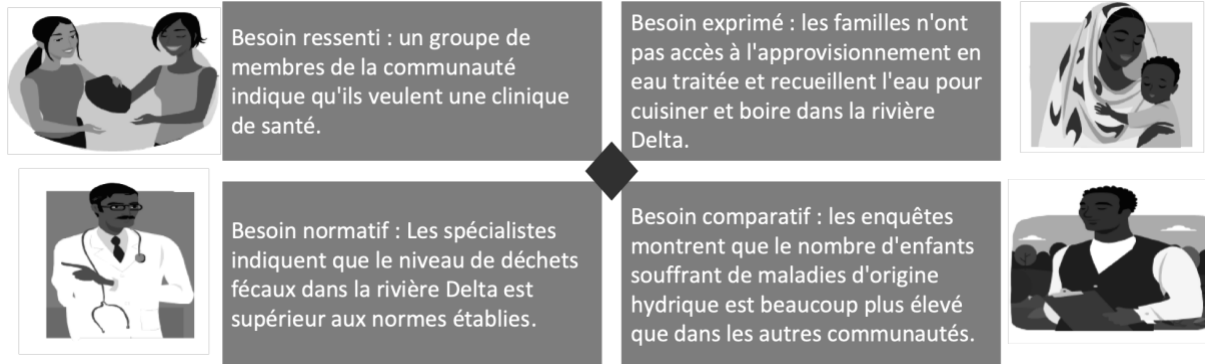 Besoin ressenti : un groupe de
membres de la communauté
indique qu'ils veulent une clinique
de santé.
Besoin exprimé : les familles n'ont
pas accès à l'approvisionnement en
eau traitée et recueillent l'eau pour
cuisiner et boire dans la rivière
Delta.
Besoin normatif : Les spécialistes
indiquent que le niveau de déchets
fécaux dans la rivière Delta est
supérieur aux normes établies.
Besoin comparatif : les enquêtes
montrent que le nombre d'enfants
souffrant de maladies d'origine
hydrique est beaucoup plus élevé
que dans les autres communautés.